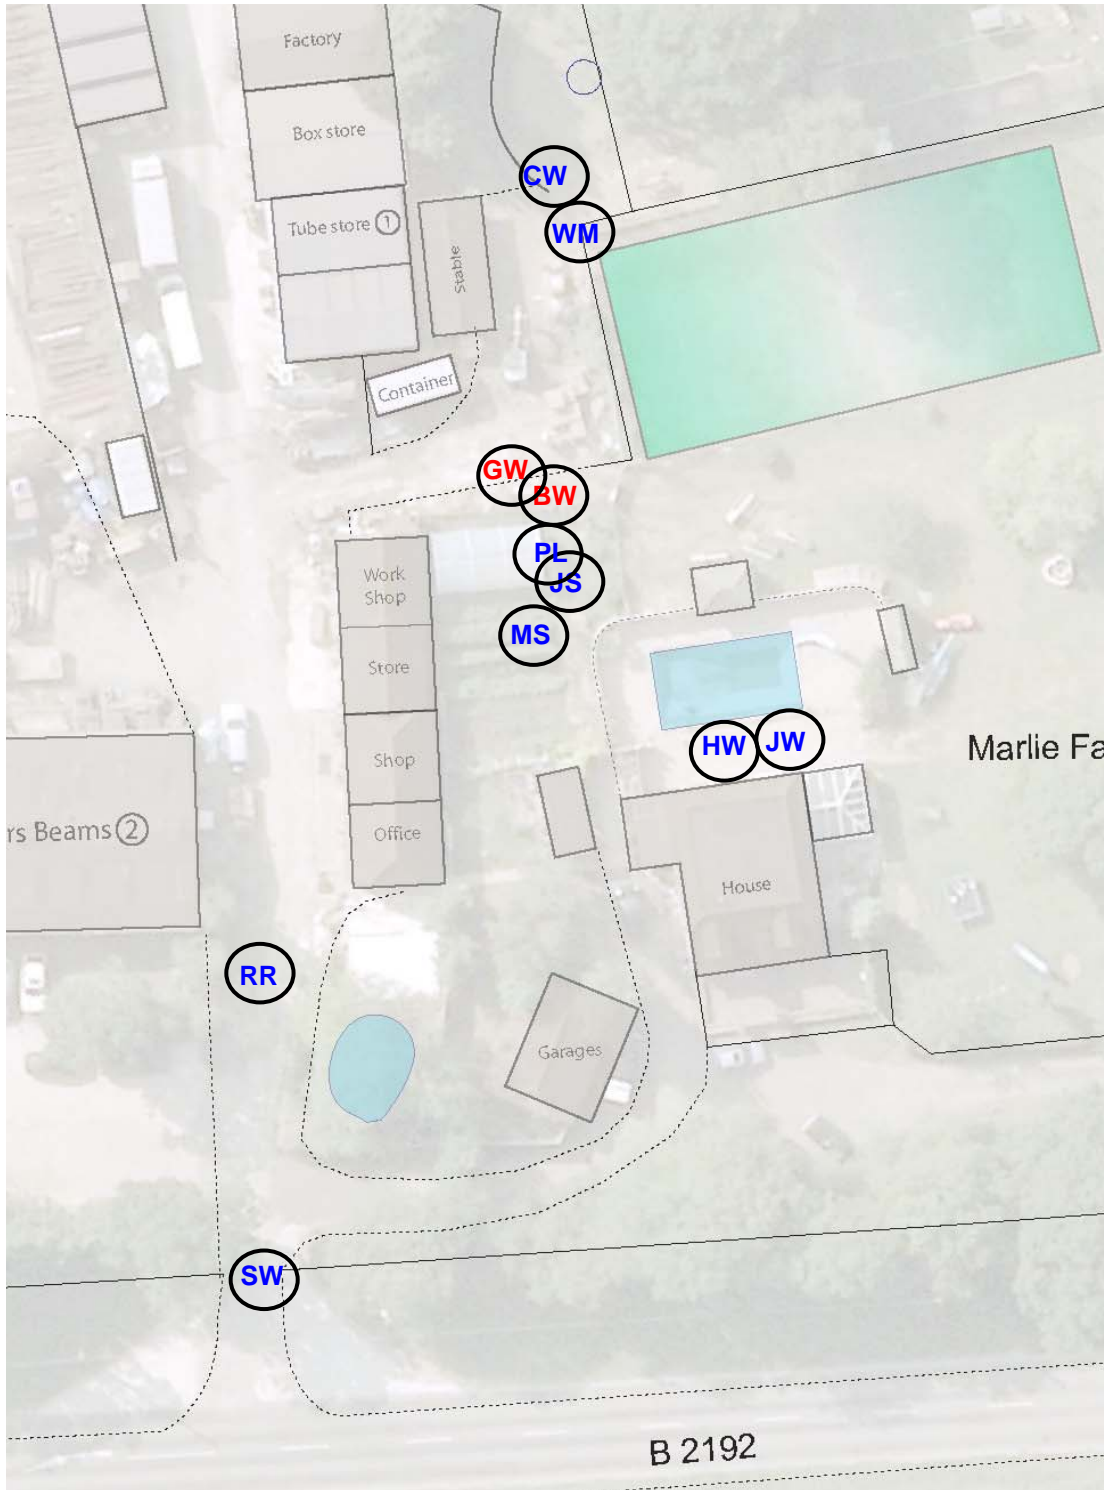 Factory
Box store
CW
Tube store 1
WM
Stable
Container
GW
BW
PL
Work
Shop
JS
MS
Store
HW
JW
Marlie Fa
Shop
rs Beams 2
Office
House
RR
Garages
SW
B 2192